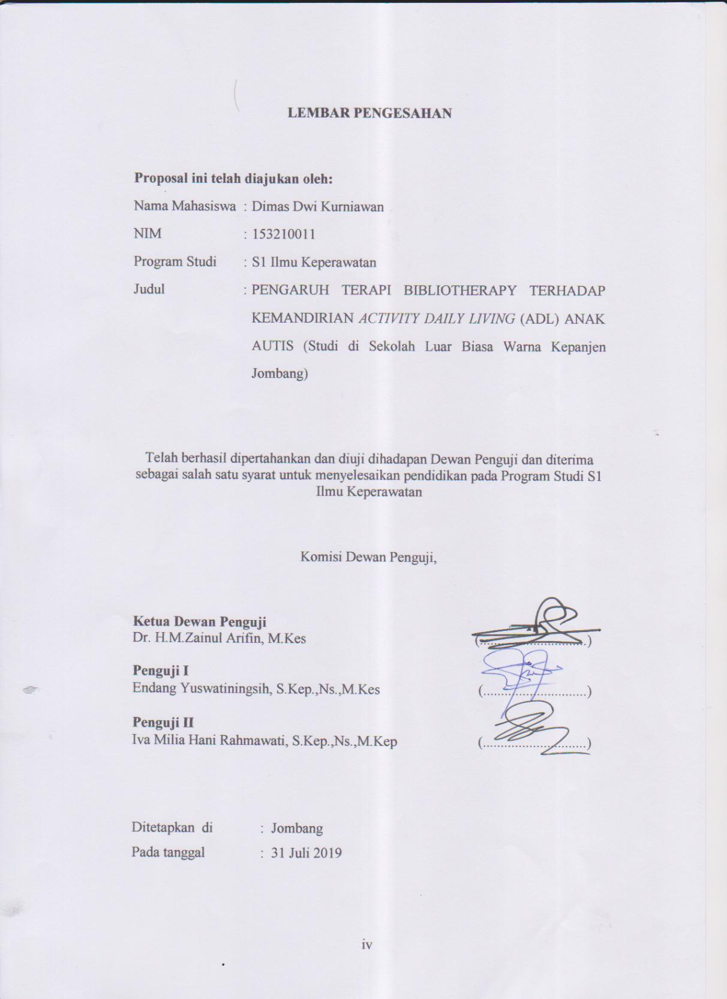 LEMBAR PENGESAHAN
Proposal ini telah diajukan oleh:
Nama Mahasiswa : Dimas Dwi Kurniawan
NIM : 153210011
Program Studi : S1 Ilmu Keperawatan
Judul : PENGARUH TERAPI BIBLIOTHERAPY TERHADAP
KEMANDIRIAN ACTIVITY DAILY LIVING (ADL) ANAK
AUTIS (Studi di Sekolah Luar Biasa Warna Kepanjen
Jombang)
Telah berhasil dipertahankan dan diuji dihadapan Dewan Penguji dan diterima
sebagai salah satu syarat untuk menyelesaikan pendidikan pada Program Studi S1
Ilmu Keperawatan
Komisi Dewan Penguji,
Ketua Dewan Penguji
Dr. H.M.Zainul Arifin, M.Kes (..............................)
Penguji I
Endang Yuswatiningsih, S.Kep.,Ns.,M.Kes (..............................)
Penguji II
Iva Milia Hani Rahmawati, S.Kep.,Ns.,M.Kep (..............................)
Ditetapkan di : Jombang
Pada tanggal : 31 Juli 2019
iv